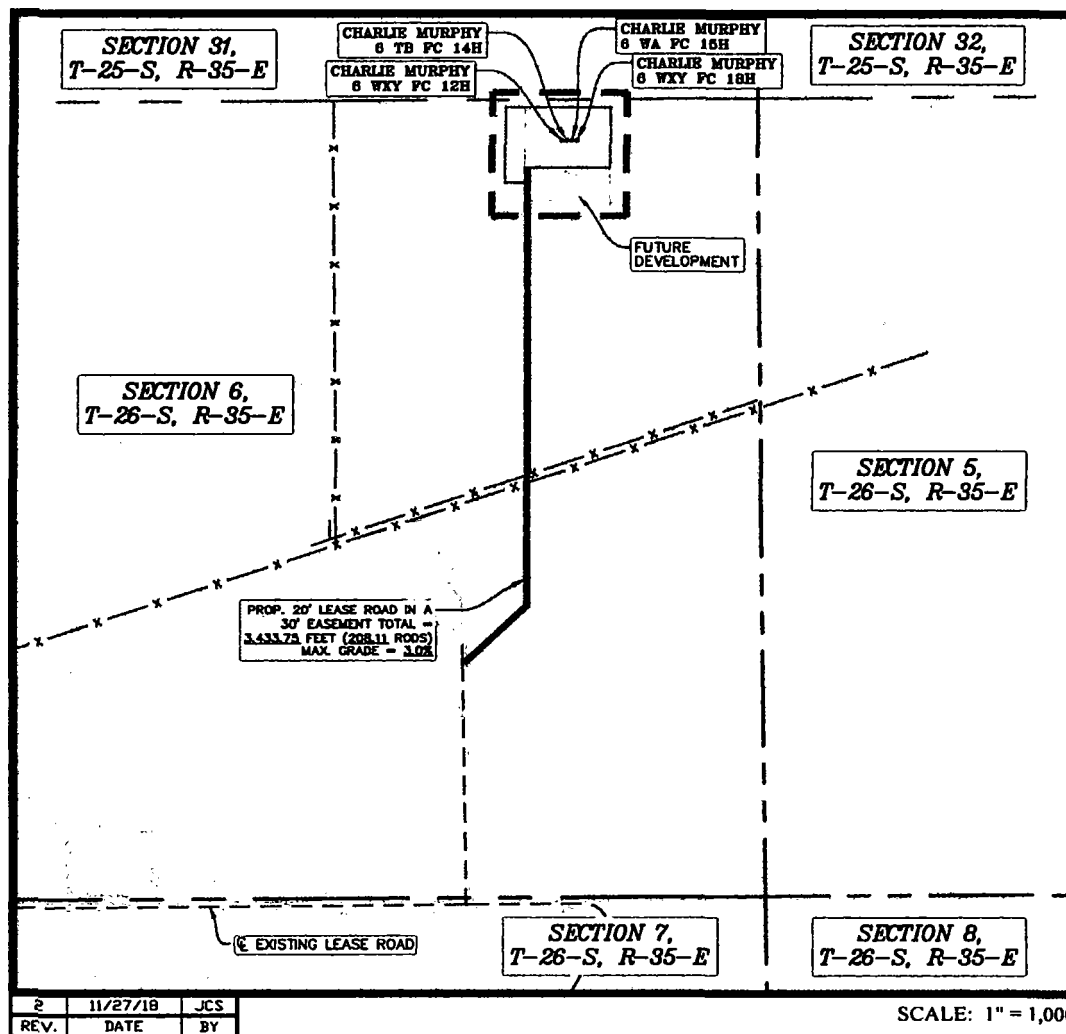 SECTION 31,
T-25-S, R-35-E
CHARLIE MURPHY
6 TB FC 14H
CHARLIE MURPHY
6 WXY FC 12H
CHARLIE MURPHY
6 WA FC 15H
CHARLIE MURPHY
6 WXY FC 18H
SECTION 32,
T-25-S, R-35-E
FUTURE
DEVELOPMENT
SECTION 6,
T-26-S, R-35-E
SECTION 5,
T-26-S, R-35-E
PROP. 20' LEASE ROAD IN A
30' EASEMENT TOTAL =
3,433.75 FEET (208.11 RODS)
MAX. GRADE = 3.0%
℄ EXISTING LEASE ROAD
SECTION 7,
T-26-S, R-35-E
SECTION 8,
T-26-S, R-35-E
2 11/27/18 JCS
REV. DATE BY
SCALE: 1" = 1,00